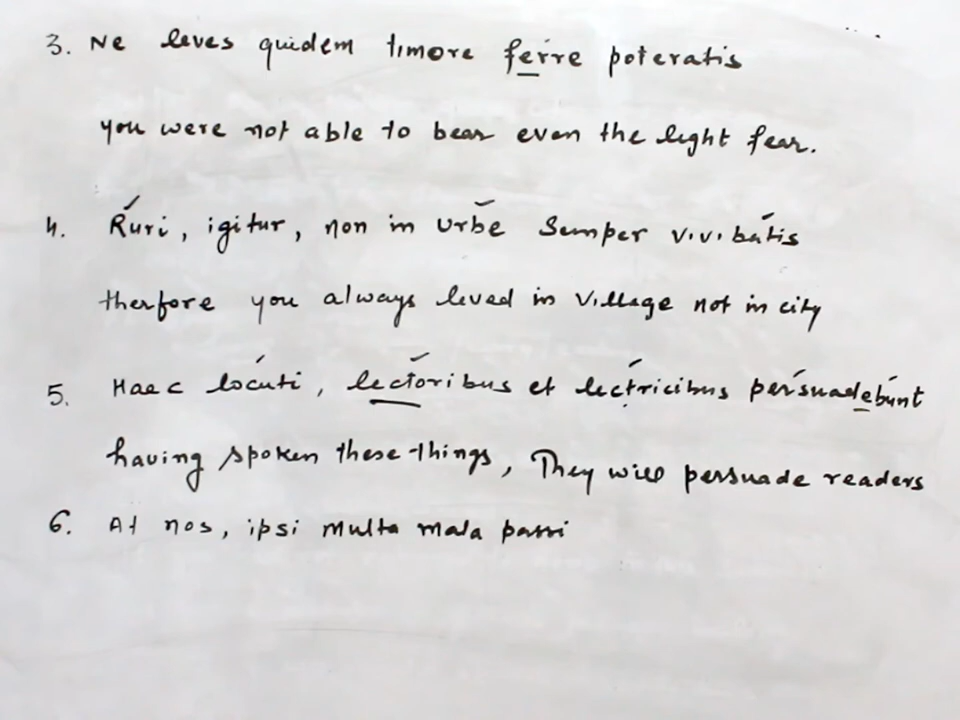 3. Ne leves quidem timore ferre poteratis
you were not able to bear even the light fear.
4. Ruri, igitur, non in urbe Semper vivibatis
therfore you always leved in village not in city
5. Haec locuti, lectoribus et lectricibus persuadebunt
having spoken these things, They will persuade readers
6. At nos, ipsi multa mala passi